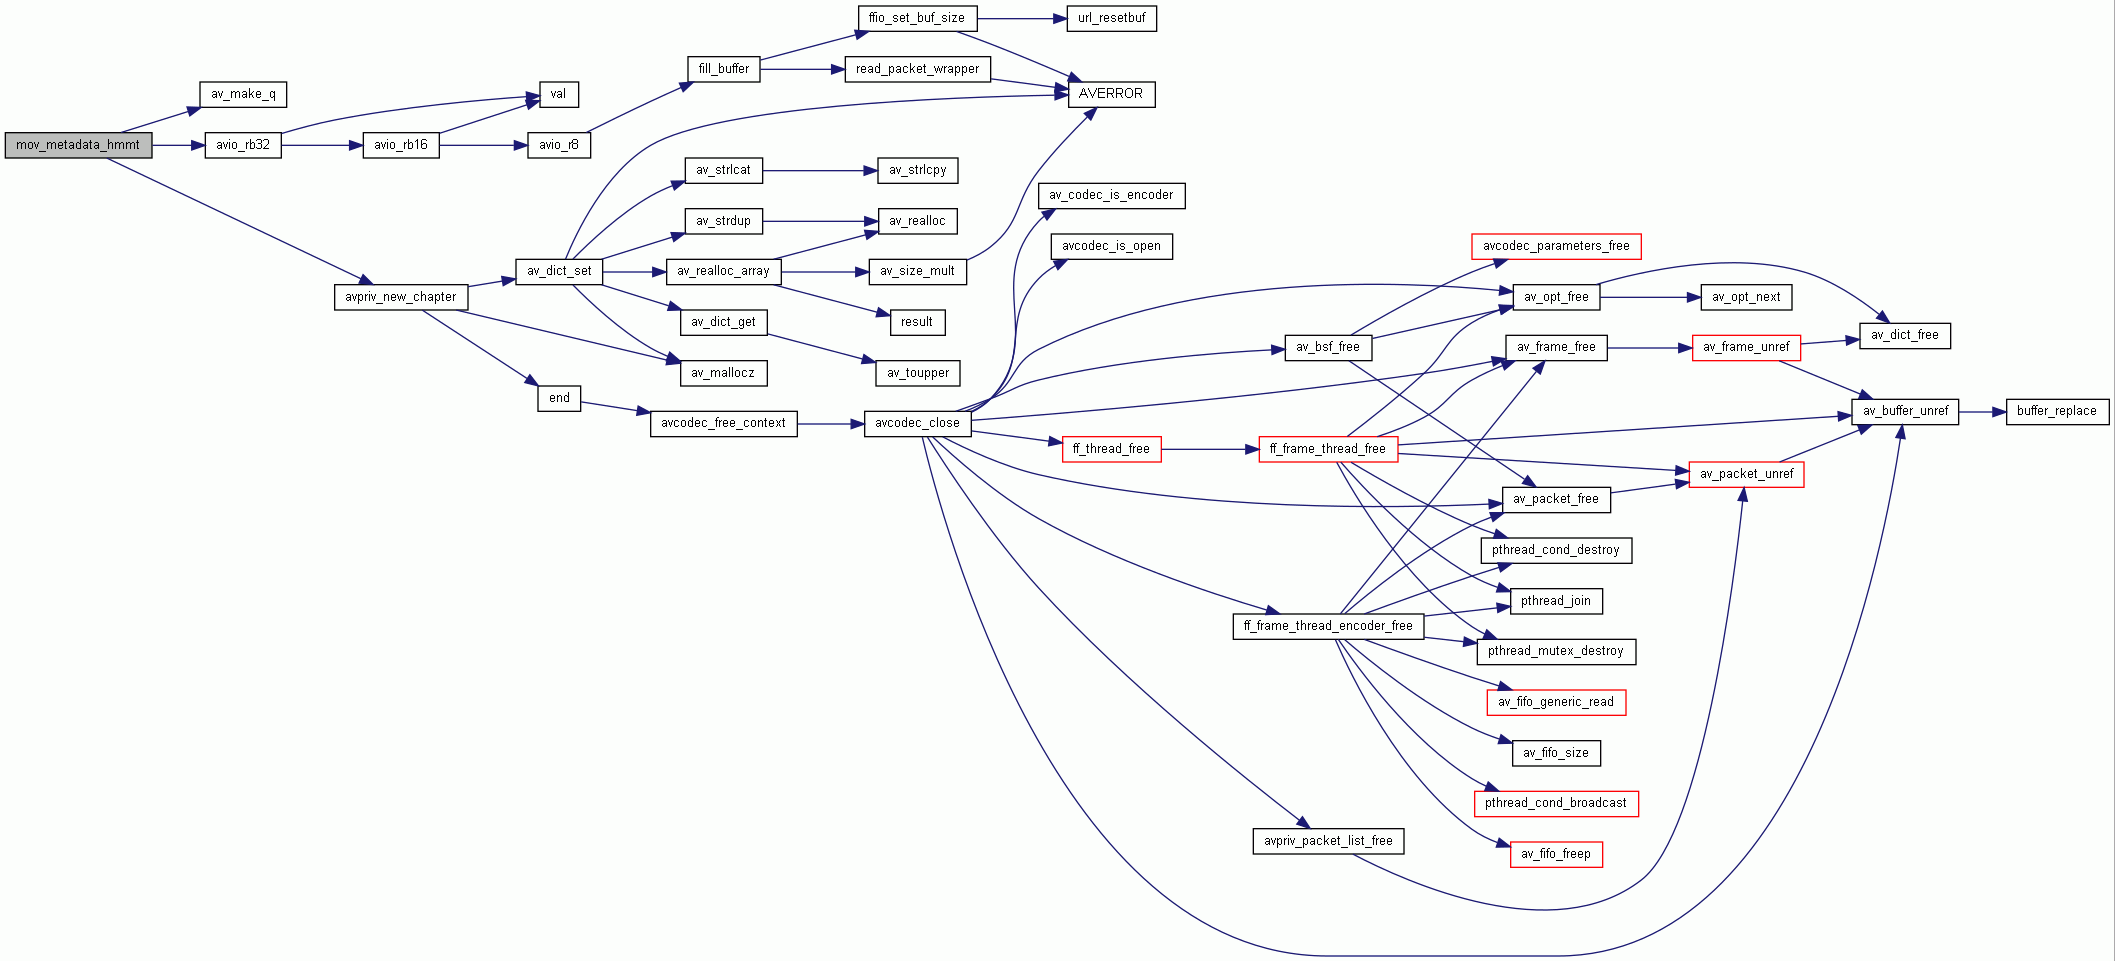 ffio_set_buf_size
url_resetbuf
fill_buffer
read_packet_wrapper
av_make_q
val
AVERROR
mov_metadata_hmmt
avio_rb32
avio_rb16
avio_r8
av_strlcat
av_strlcpy
av_codec_is_encoder
av_strdup
av_realloc
avcodec_is_open
avcodec_parameters_free
av_dict_set
av_realloc_array
av_size_mult
avpriv_new_chapter
av_opt_free
av_opt_next
av_dict_get
result
av_dict_free
av_bsf_free
av_frame_free
av_frame_unref
av_mallocz
av_toupper
end
av_buffer_unref
buffer_replace
avcodec_free_context
avcodec_close
ff_thread_free
ff_frame_thread_free
av_packet_unref
av_packet_free
pthread_cond_destroy
pthread_join
ff_frame_thread_encoder_free
pthread_mutex_destroy
av_fifo_generic_read
av_fifo_size
pthread_cond_broadcast
avpriv_packet_list_free
av_fifo_freep